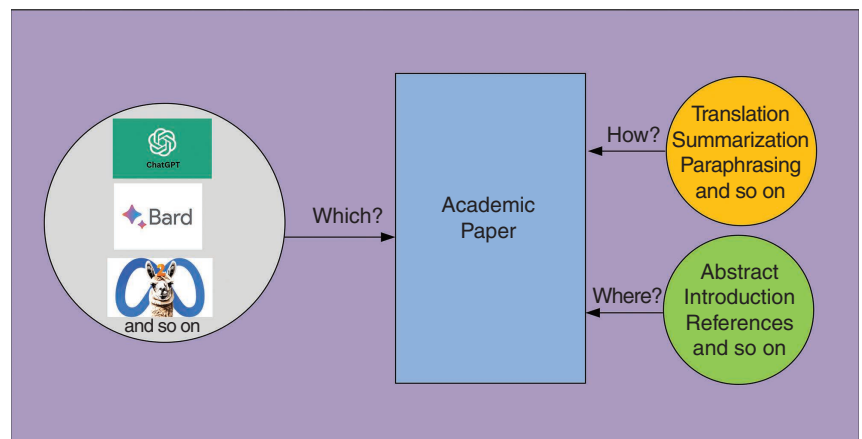 ChatGPT
Bard
and so on
Which?
Academic
Paper
How?
Translation
Summarization
Paraphrasing
and so on
Where?
Abstract
Introduction
References
and so on